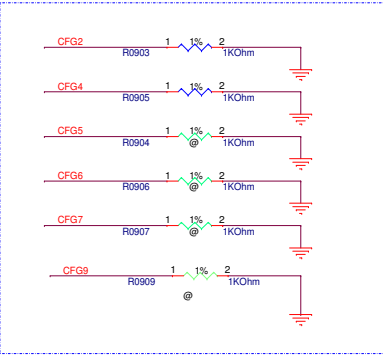 CFG2 1 1% 2
R0903 1KOhm
CFG4 1 1% 2
R0905 1KOhm
CFG5 1 1% 2
R0904 @ 1KOhm
CFG6 1 1% 2
R0906 @ 1KOhm
CFG7 1 1% 2
R0907 @ 1KOhm
CFG9 1 1% 2
R0909 1KOhm
@